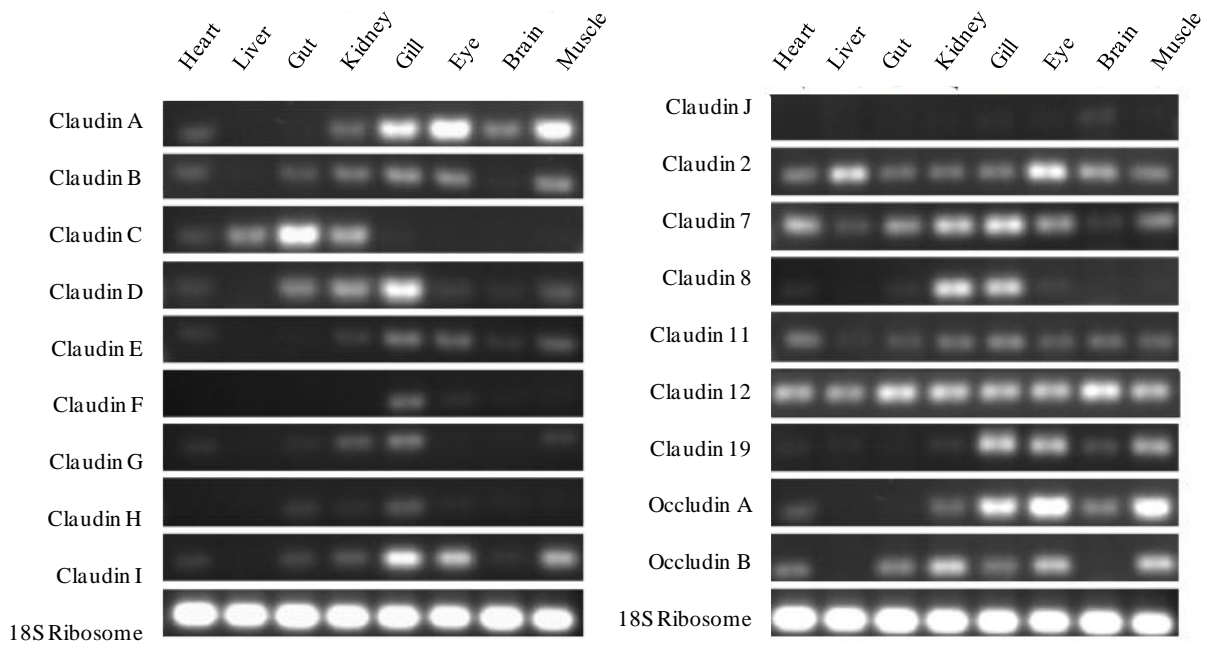 Heart Liver Gut Kidney Gill Eye Brain Muscle
Claudin A
Claudin B
Claudin C
Claudin D
Claudin E
Claudin F
Claudin G
Claudin H
Claudin I
18S Ribosome
Heart Liver Gut Kidney Gill Eye Brain Muscle
Claudin J
Claudin 2
Claudin 7
Claudin 8
Claudin 11
Claudin 12
Claudin 19
Occludin A
Occludin B
18S Ribosome